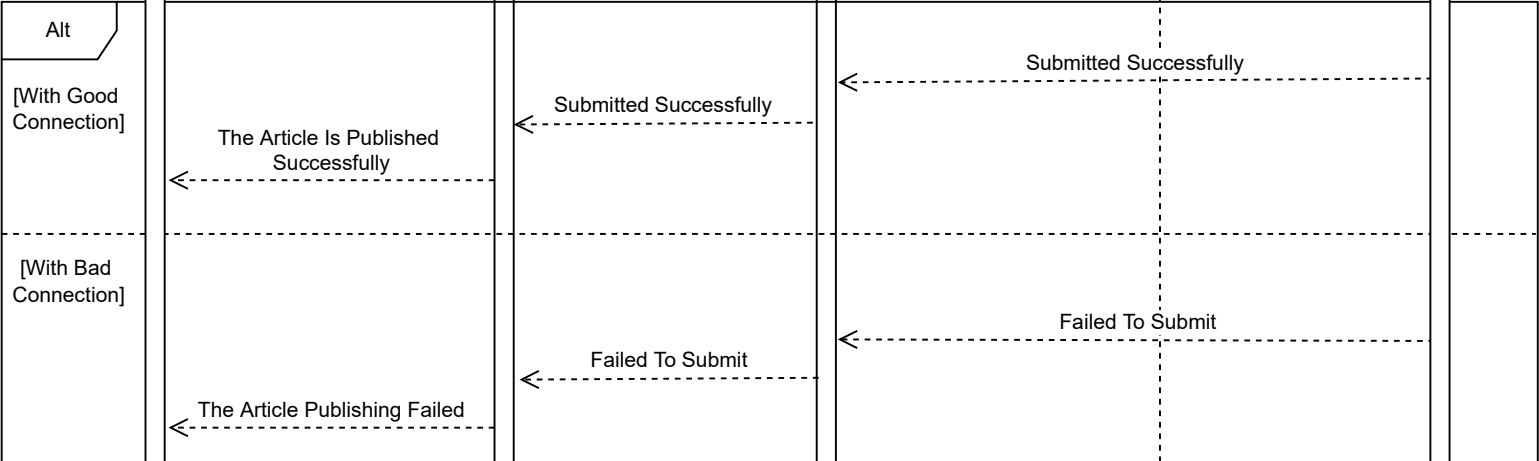 Alt
Submitted Successfully
[With Good
Connection]
Submitted Successfully
The Article Is Published
Successfully
[With Bad
Connection]
Failed To Submit
Failed To Submit
The Article Publishing Failed